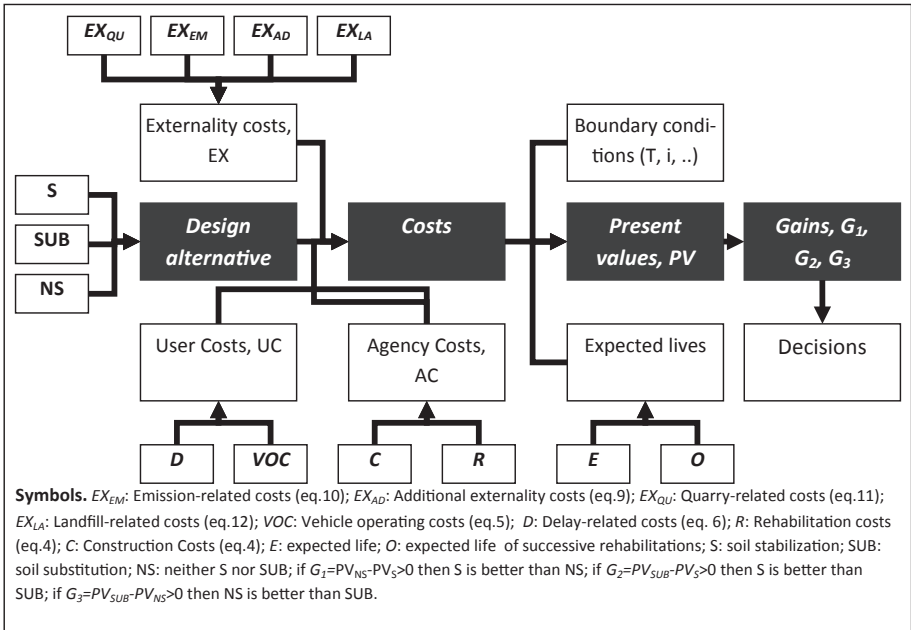 EX_QU EX_EM EX_AD EX_LA
Externality costs,
EX
Boundary condi-
tions (T, i, ..)
S
SUB
NS
Design
alternative
Costs
Present
values, PV
Gains, G₁,
G₂, G₃
User Costs, UC
Agency Costs,
AC
Expected lives
Decisions
D VOC C R E O
Symbols. EX_EM: Emission-related costs (eq.10); EX_AD: Additional externality costs (eq.9); EX_QU: Quarry-related costs (eq.11);
EX_LA: Landfill-related costs (eq.12); VOC: Vehicle operating costs (eq.5); D: Delay-related costs (eq. 6); R: Rehabilitation costs
(eq.4); C: Construction Costs (eq.4); E: expected life; O: expected life of successive rehabilitations; S: soil stabilization; SUB:
soil substitution; NS: neither S nor SUB; if G₁=PV_NS-PV_S>0 then S is better than NS; if G₂=PV_SUB-PV_S>0 then S is better than
SUB; if G₃=PV_SUB-PV_NS>0 then NS is better than SUB.